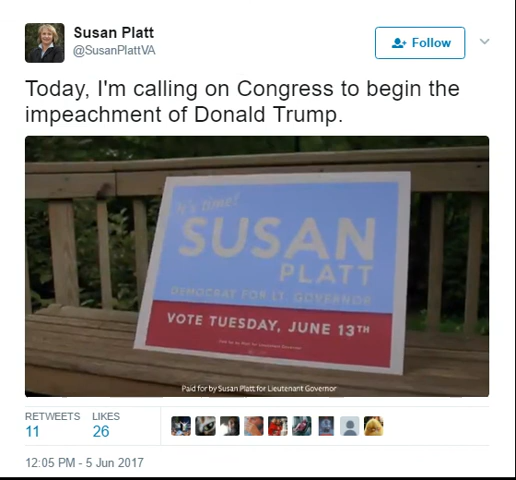 Susan Platt
@SusanPlattVA
Follow
Today, I'm calling on Congress to begin the
impeachment of Donald Trump.
It's time!
SUSAN
PLATT
DEMOCRAT FOR LT. GOVERNOR
VOTE TUESDAY, JUNE 13TH
Paid for by Susan Platt for Lieutenant Governor
RETWEETS LIKES
11 26
12:05 PM - 5 Jun 2017